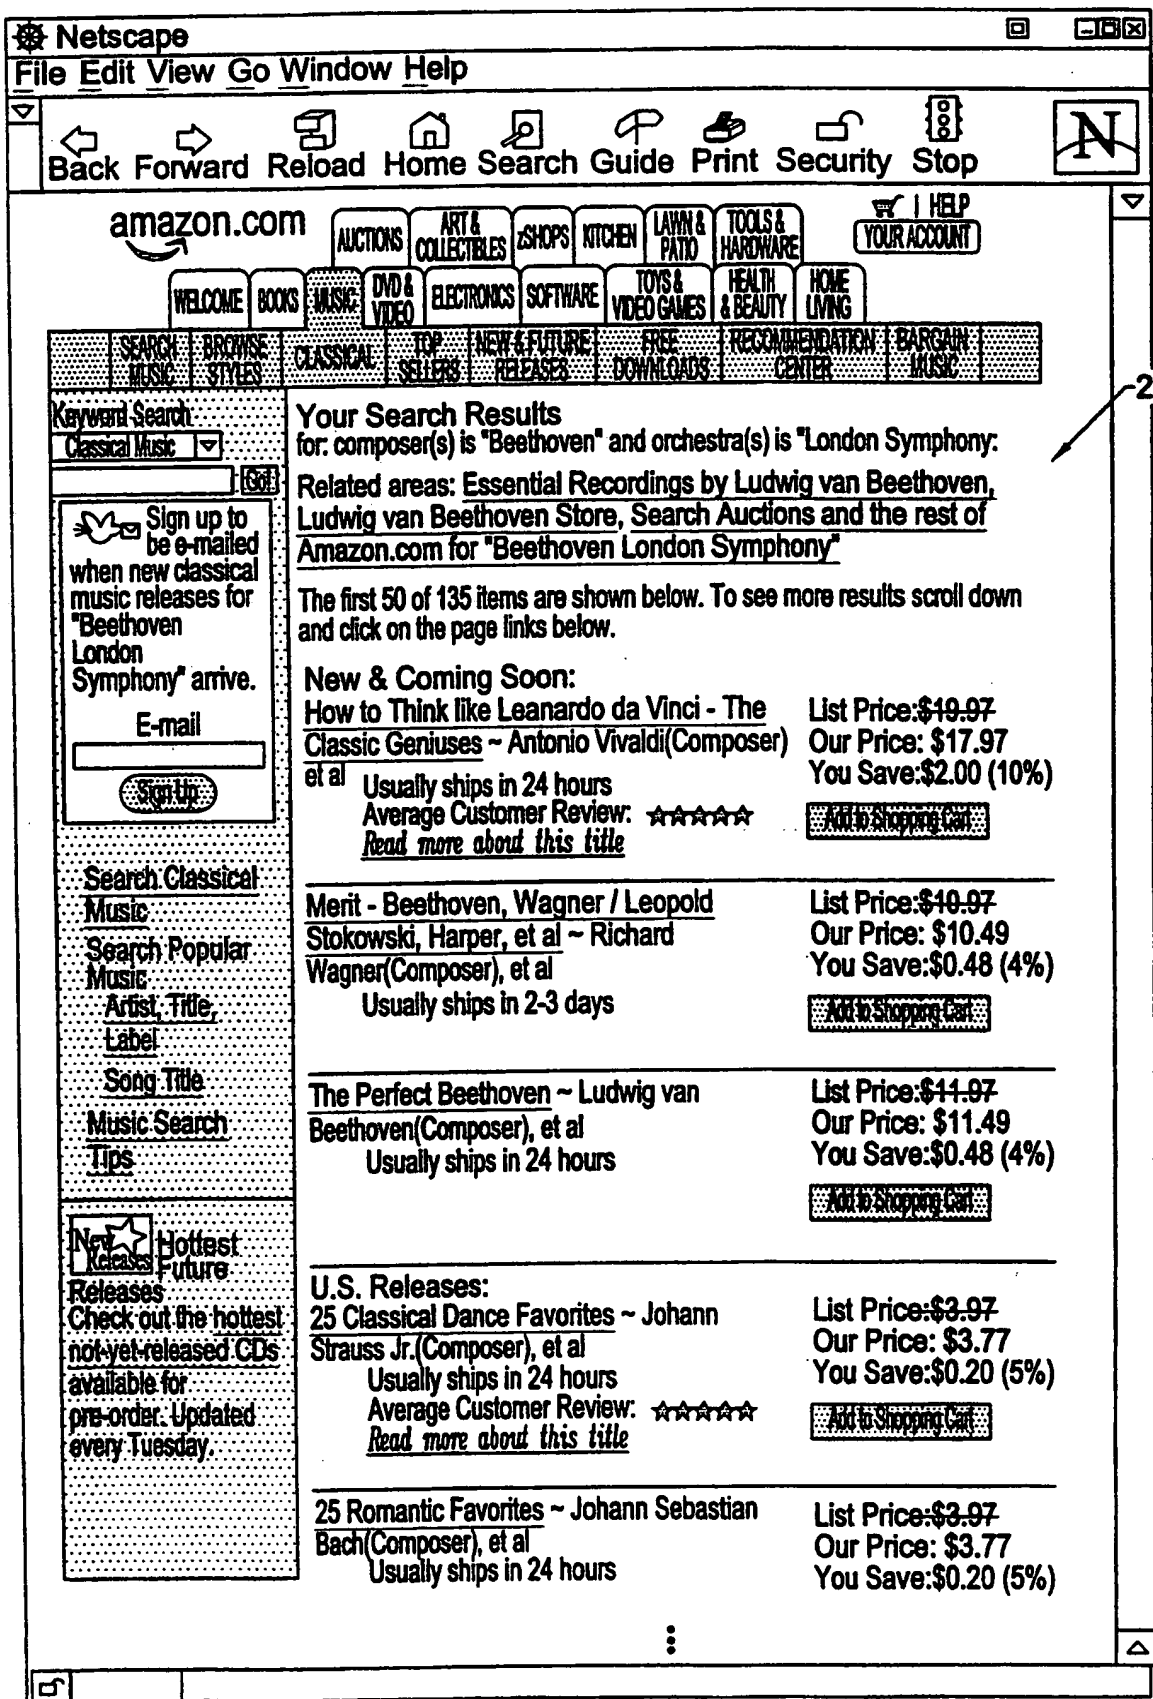 Netscape
File Edit View Go Window Help
Back Forward Reload Home Search Guide Print Security Stop
N
amazon.com
AUCTIONS
ART &
COLLECTIBLES
zSHOPS
KITCHEN
LAWN &
PATIO
TOOLS &
HARDWARE
| HELP
YOUR ACCOUNT
WELCOME
BOOKS
MUSIC
DVD &
VIDEO
ELECTRONICS
SOFTWARE
TOYS &
VIDEO GAMES
HEALTH
& BEAUTY
HOME
LIVING
SEARCH
MUSIC
BROWSE
STYLES
CLASSICAL
TOP
SELLERS
NEW & FUTURE
RELEASES
FREE
DOWNLOADS
RECOMMENDATION
CENTER
BARGAIN
MUSIC
2
Keyword Search
Classical Music
Go!
Sign up to
be e-mailed
when new classical
music releases for
"Beethoven
London
Symphony" arrive.
E-mail
Sign Up
Search Classical
Music
Search Popular
Music
Artist, Title,
Label
Song Title
Music Search
Tips
New
Releases
Hottest
Future
Releases
Check out the hottest
not-yet-released CDs
available for
pre-order. Updated
every Tuesday.
Your Search Results
for: composer(s) is "Beethoven" and orchestra(s) is "London Symphony:
Related areas: Essential Recordings by Ludwig van Beethoven,
Ludwig van Beethoven Store, Search Auctions and the rest of
Amazon.com for "Beethoven London Symphony"
The first 50 of 135 items are shown below. To see more results scroll down
and click on the page links below.
New & Coming Soon:
How to Think like Leanardo da Vinci - The
Classic Geniuses ~ Antonio Vivaldi(Composer)
et al
Usually ships in 24 hours
Average Customer Review: ☆☆☆☆☆
Read more about this title
List Price:$19.97
Our Price: $17.97
You Save:$2.00 (10%)
Add to Shopping Cart
Merit - Beethoven, Wagner / Leopold
Stokowski, Harper, et al ~ Richard
Wagner(Composer), et al
Usually ships in 2-3 days
List Price:$10.97
Our Price: $10.49
You Save:$0.48 (4%)
Add to Shopping Cart
The Perfect Beethoven ~ Ludwig van
Beethoven(Composer), et al
Usually ships in 24 hours
List Price:$11.97
Our Price: $11.49
You Save:$0.48 (4%)
Add to Shopping Cart
U.S. Releases:
25 Classical Dance Favorites ~ Johann
Strauss Jr.(Composer), et al
Usually ships in 24 hours
Average Customer Review: ☆☆☆☆☆
Read more about this title
List Price:$3.97
Our Price: $3.77
You Save:$0.20 (5%)
Add to Shopping Cart
25 Romantic Favorites ~ Johann Sebastian
Bach(Composer), et al
Usually ships in 24 hours
List Price:$3.97
Our Price: $3.77
You Save:$0.20 (5%)